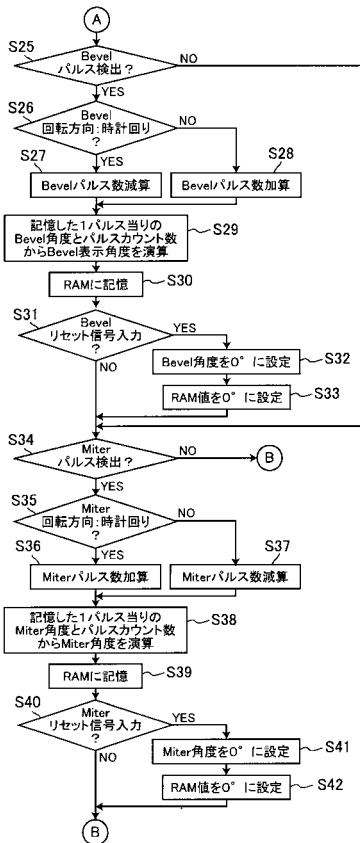 A
S25
Bevel
パルス検出？
NO
YES
S26
Bevel
回転方向：時計回り
？
NO
YES
S27
Bevelパルス数減算
S28
Bevelパルス数加算
記憶した1パルス当りの
Bevel角度とパルスカウント数
からBevel表示角度を演算
S29
RAMに記憶
S30
S31
Bevel
リセット信号入力
？
YES
NO
Bevel角度を0°に設定
S32
RAM値を0°に設定
S33
S34
Miter
パルス検出？
NO
B
YES
S35
Miter
回転方向：時計回り
？
NO
YES
S36
Miterパルス数加算
S37
Miterパルス数減算
記憶した1パルス当りの
Miter角度とパルスカウント数
からMiter角度を演算
S38
RAMに記憶
S39
S40
Miter
リセット信号入力
？
YES
NO
Miter角度を0°に設定
S41
RAM値を0°に設定
S42
B